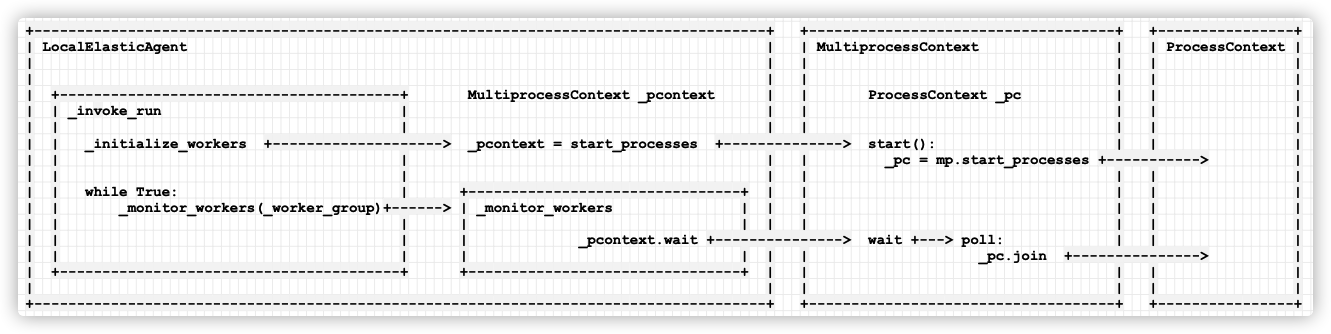 LocalElasticAgent
MultiprocessContext
ProcessContext
MultiprocessContext _pcontext
ProcessContext _pc
_invoke_run
_initialize_workers +--------------------> _pcontext = start_processes +--------------> start():
_pc = mp.start_processes +----------->
while True:
_monitor_workers(_worker_group)+------> _monitor_workers
_pcontext.wait +---------------> wait +---> poll:
_pc.join +--------------->